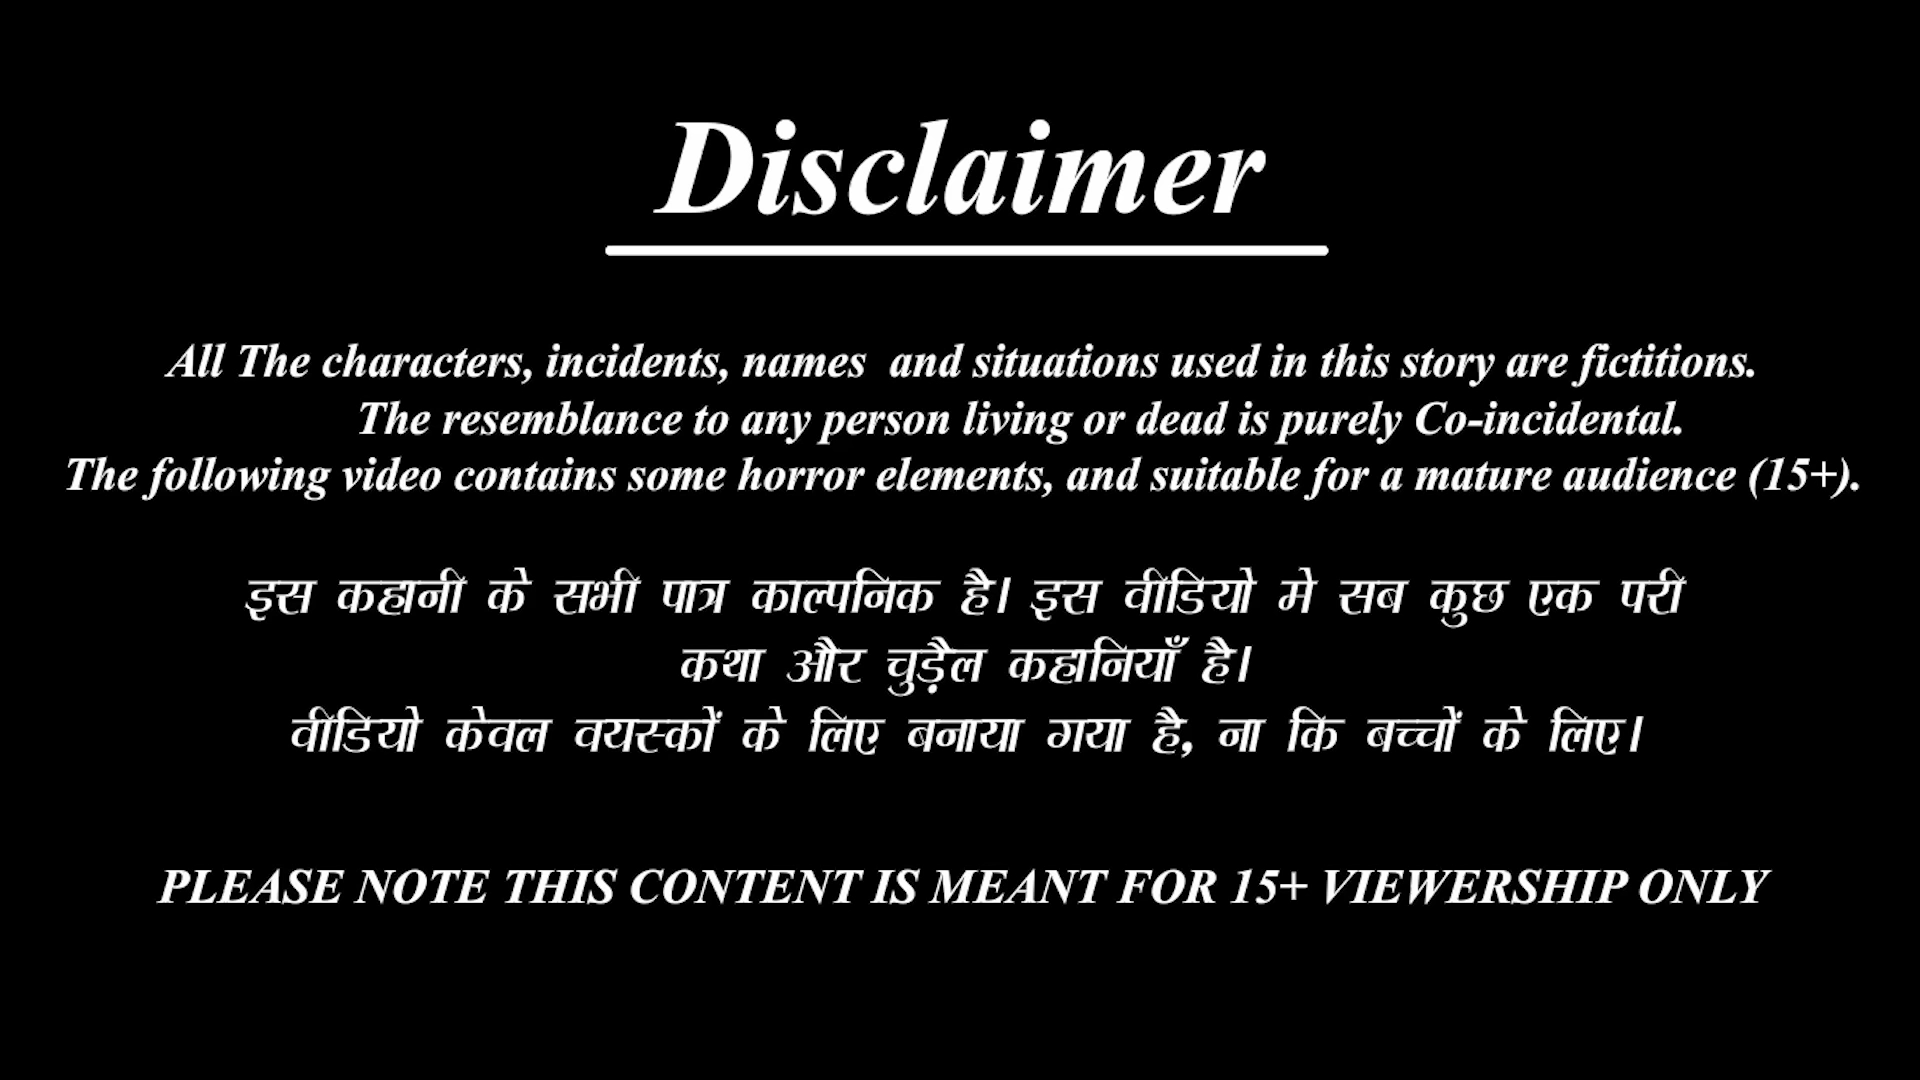 Disclaimer
All The characters, incidents, names and situations used in this story are fictitions.
The resemblance to any person living or dead is purely Co-incidental.
The following video contains some horror elements, and suitable for a mature audience (15+).
इस कहानी के सभी पात्र काल्पनिक है। इस वीडियो मे सब कुछ एक परी
कथा और चुड़ैल कहानियाँ है।
वीडियो केवल वयस्कों के लिए बनाया गया है, ना कि बच्चों के लिए।
PLEASE NOTE THIS CONTENT IS MEANT FOR 15+ VIEWERSHIP ONLY